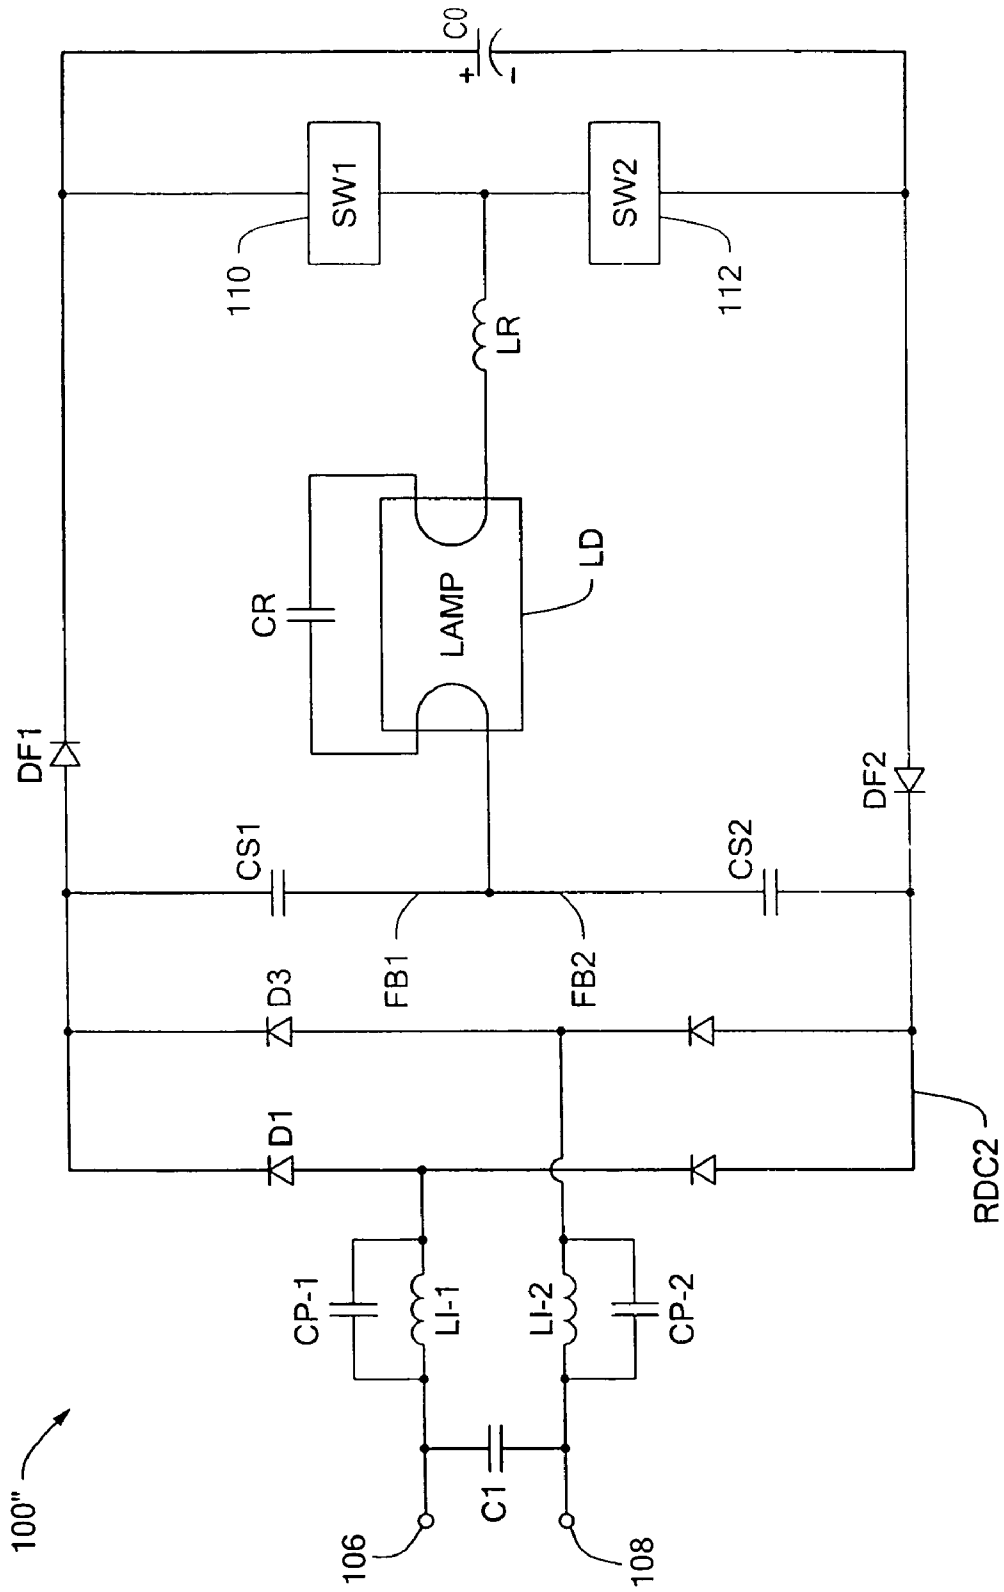 100"
106
108
C1
CP-1
LI-1
LI-2
CP-2
D1
D3
RDC2
FB1
FB2
CS1
CS2
DF1
DF2
CR
LAMP
LD
LR
110
SW1
SW2
112
C0
+
-